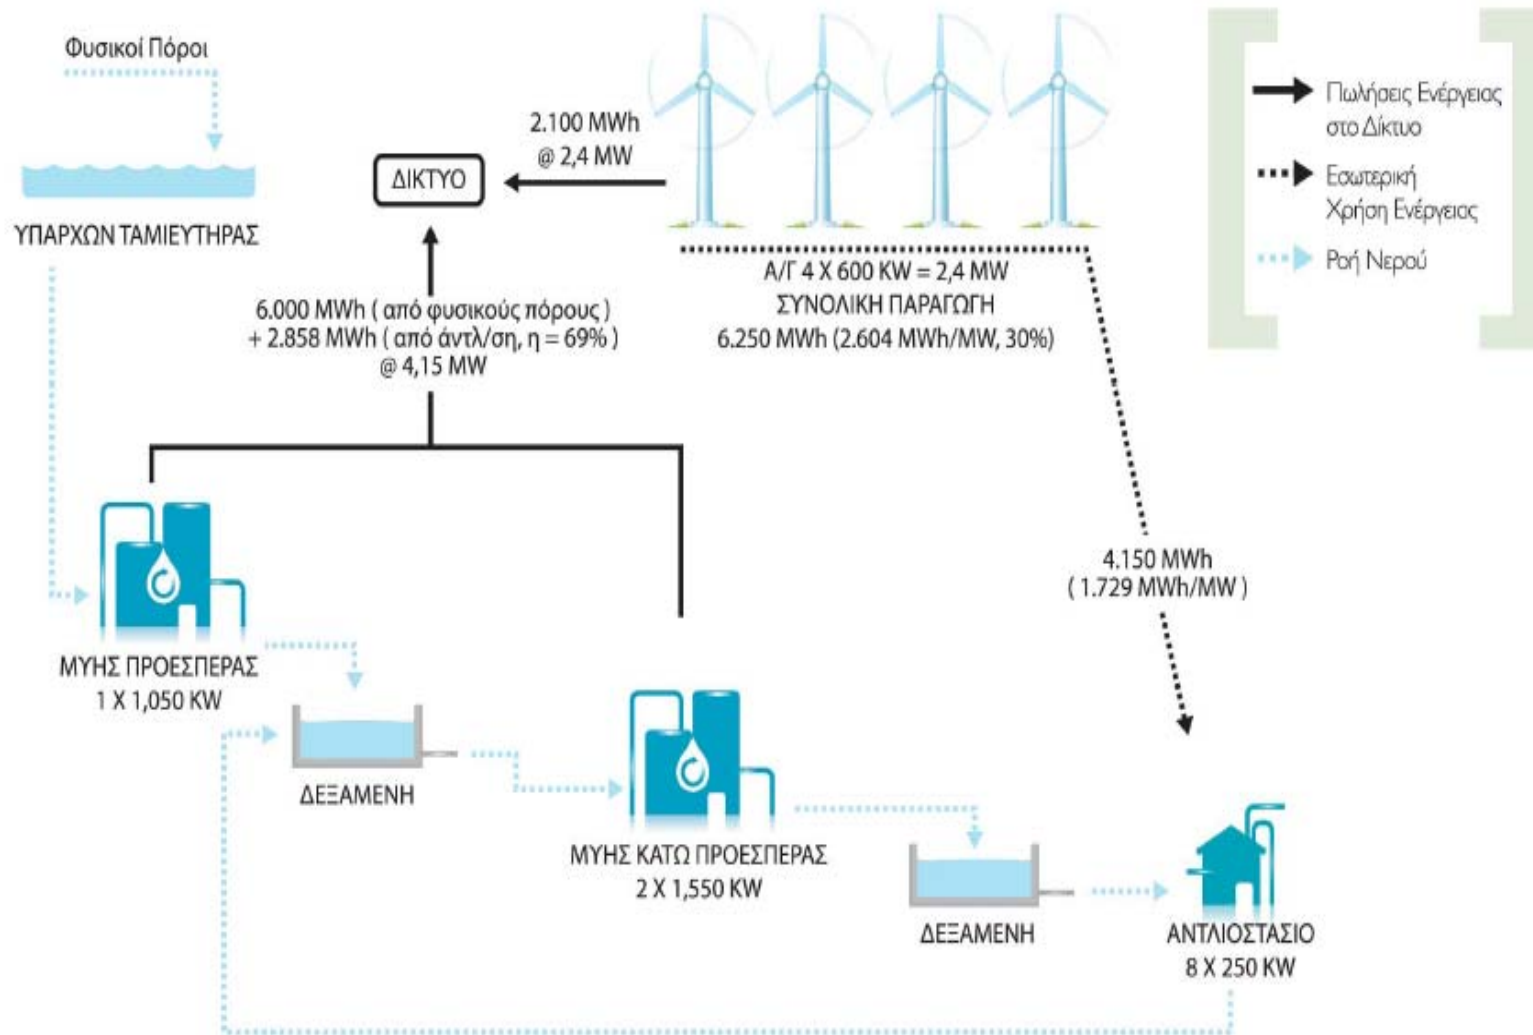 Φυσικοί Πόροι
ΥΠΑΡΧΩΝ ΤΑΜΙΕΥΤΗΡΑΣ
ΔΙΚΤΥΟ
2.100 MWh
@ 2,4 MW
Α/Γ 4 X 600 KW = 2,4 MW
ΣΥΝΟΛΙΚΗ ΠΑΡΑΓΩΓΗ
6.250 MWh (2.604 MWh/MW, 30%)
Πωλήσεις Ενέργειας
στο Δίκτυο
Εσωτερική
Χρήση Ενέργειας
Ροή Νερού
6.000 MWh ( από φυσικούς πόρους )
+ 2.858 MWh ( από άντλ/ση, η = 69% )
@ 4,15 MW
4.150 MWh
( 1.729 MWh/MW )
ΜΥΗΣ ΠΡΟΕΣΠΕΡΑΣ
1 X 1,050 KW
ΔΕΞΑΜΕΝΗ
ΜΥΗΣ ΚΑΤΩ ΠΡΟΕΣΠΕΡΑΣ
2 X 1,550 KW
ΔΕΞΑΜΕΝΗ
ΑΝΤΛΙΟΣΤΑΣΙΟ
8 X 250 KW